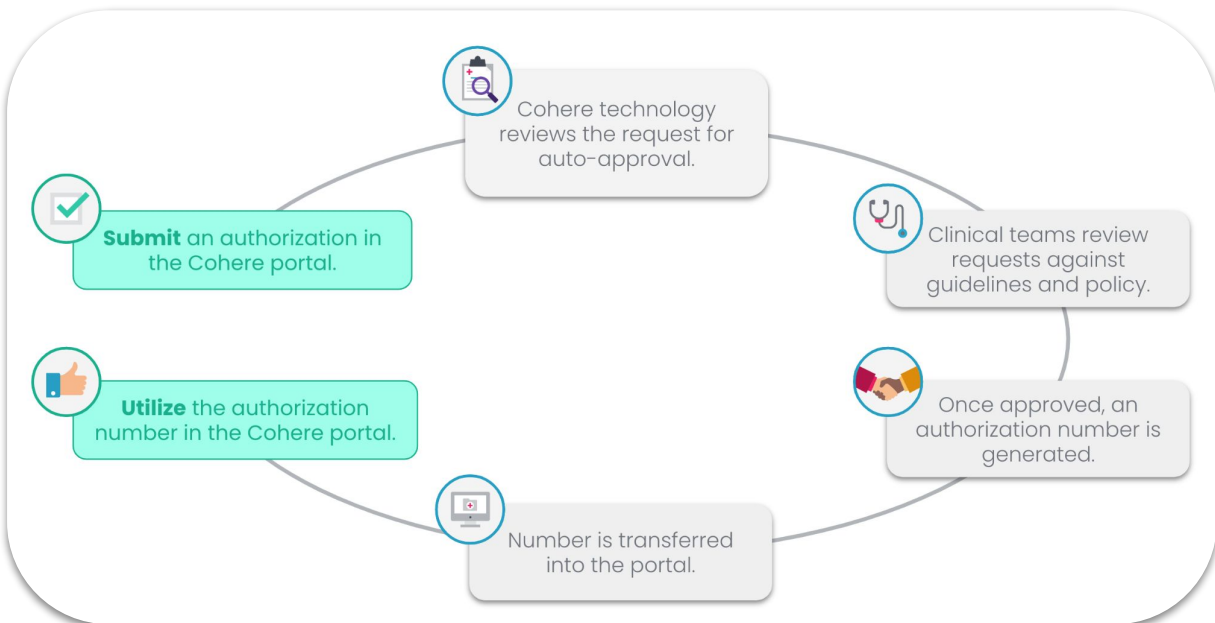 Cohere technology
reviews the request for
auto-approval.
Submit an authorization in
the Cohere portal.
Clinical teams review
requests against
guidelines and policy.
Utilize the authorization
number in the Cohere portal.
Once approved, an
authorization number is
generated.
Number is transferred
into the portal.